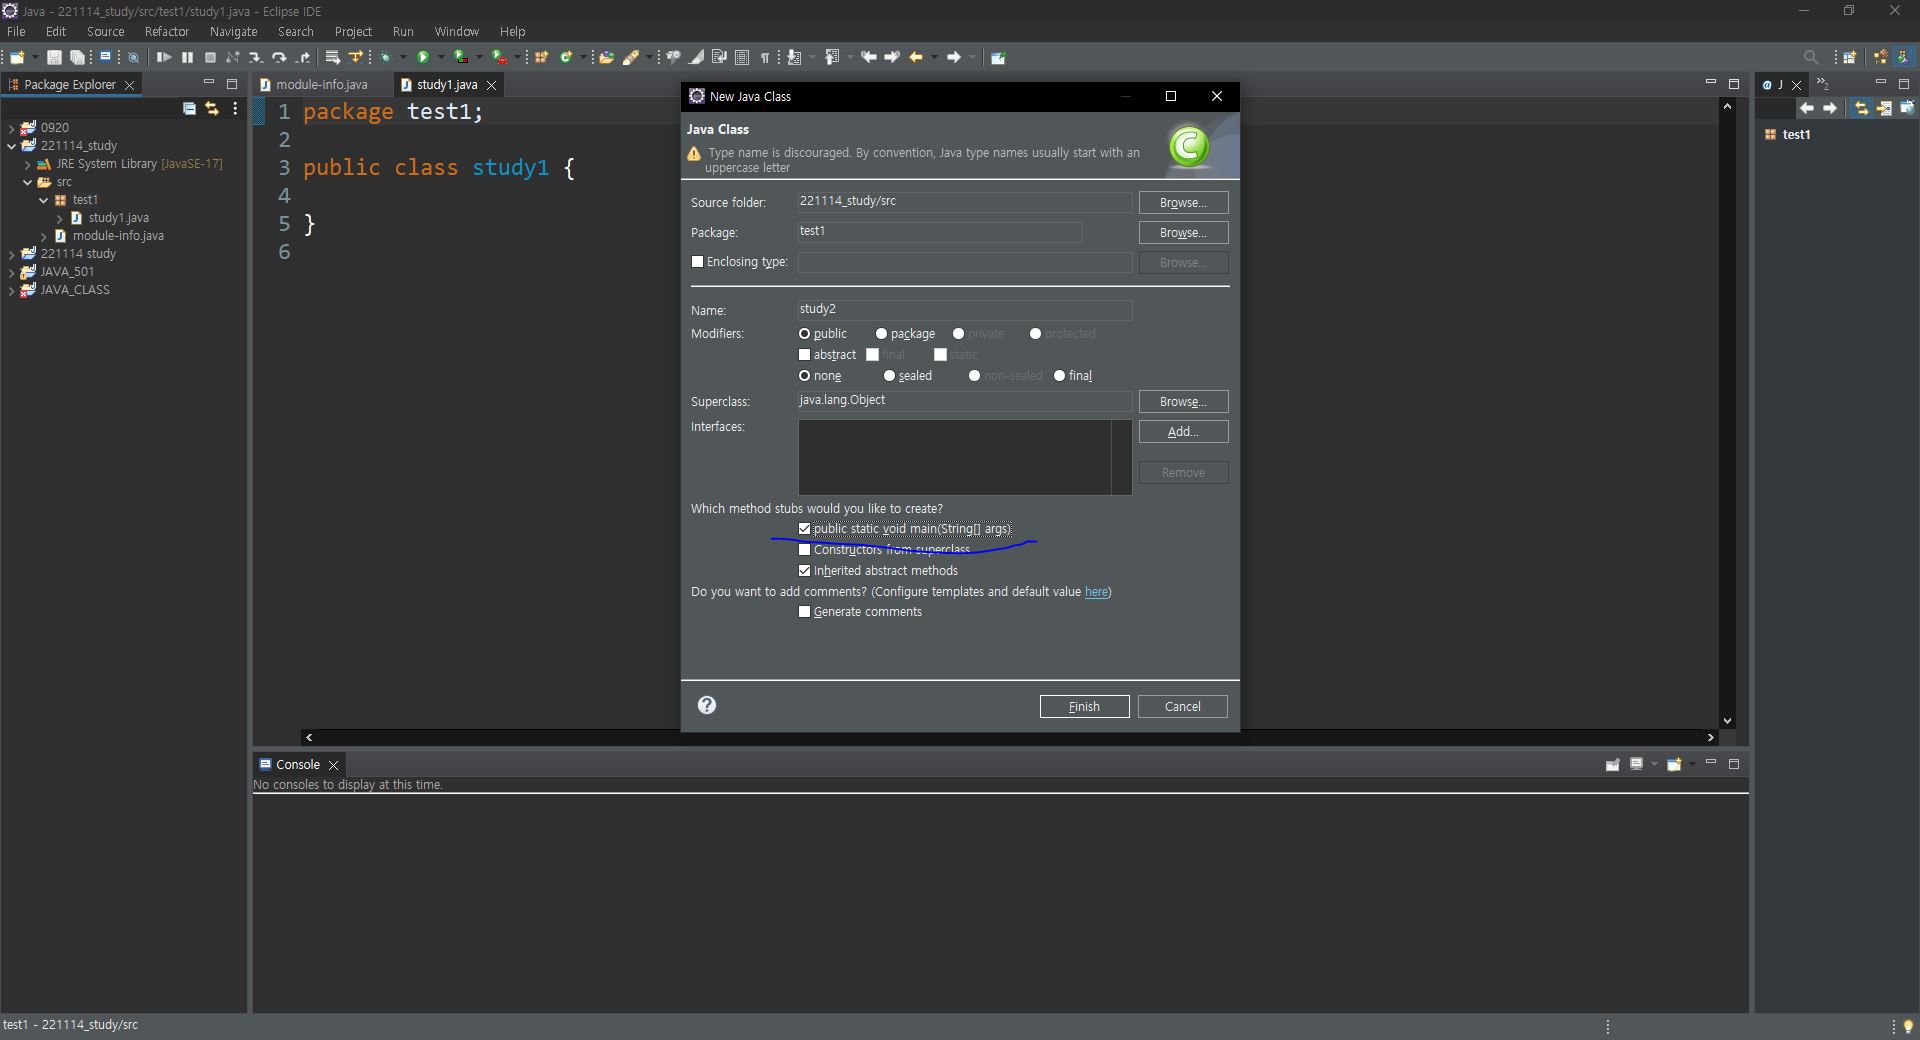 Java - 221114_study/src/test1/study1.java - Eclipse IDE
File Edit Source Refactor Navigate Search Project Run Window Help
Package Explorer
0920
221114_study
JRE System Library [JavaSE-17]
src
test1
study1.java
module-info.java
221114 study
JAVA_501
JAVA_CLASS
module-info.java study1.java
1 package test1;
2
3 public class study1 {
4
5 }
6
New Java Class
Java Class
Type name is discouraged. By convention, Java type names usually start with an
uppercase letter
Source folder: 221114_study/src Browse...
Package: test1 Browse...
Enclosing type: Browse...
Name: study2
Modifiers: public package private protected
abstract final static
none sealed non-sealed final
Superclass: java.lang.Object Browse...
Interfaces: Add...
Remove
Which method stubs would you like to create?
public static void main(String[] args)
Constructors from superclass
Inherited abstract methods
Do you want to add comments? (Configure templates and default value here)
Generate comments
Finish Cancel
J
2
test1
Console
No consoles to display at this time.
test1 - 221114_study/src